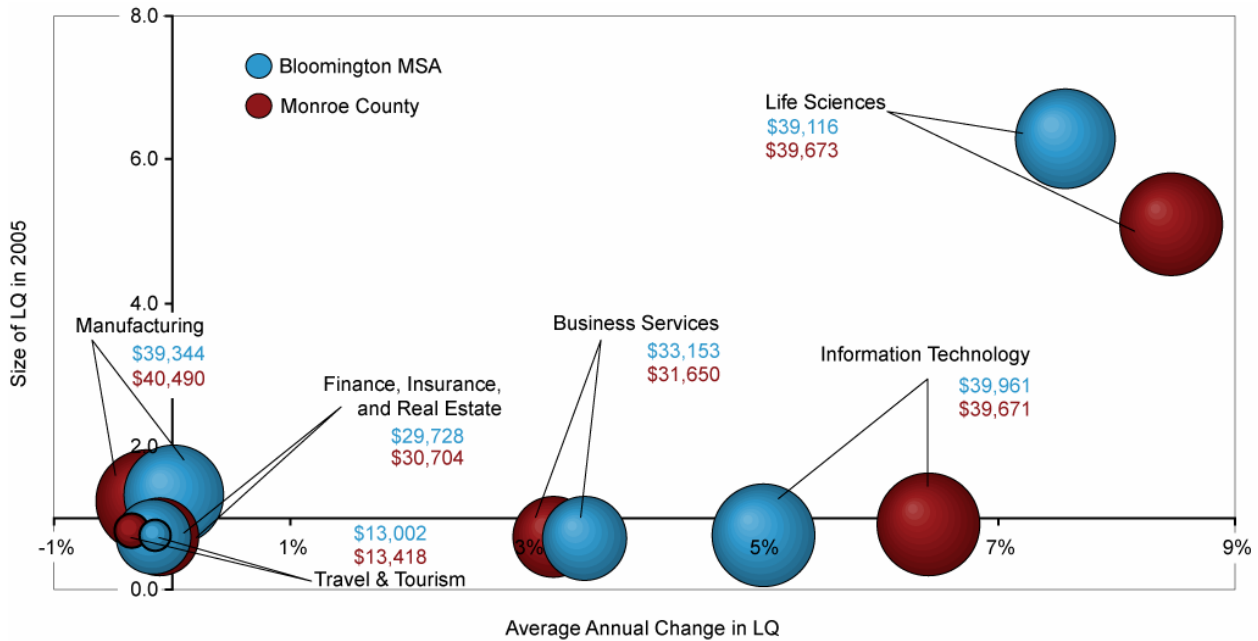 8.0
Bloomington MSA
Monroe County
Life Sciences
$39,116
$39,673
6.0
Size of LQ in 2005
4.0
Manufacturing
$39,344
$40,490
Business Services
$33,153
$31,650
Information Technology
$39,961
$39,671
Finance, Insurance,
and Real Estate
$29,728
$30,704
2.0
$13,002
$13,418
Travel & Tourism
-1%
1%
3%
5%
7%
9%
0.0
Average Annual Change in LQ